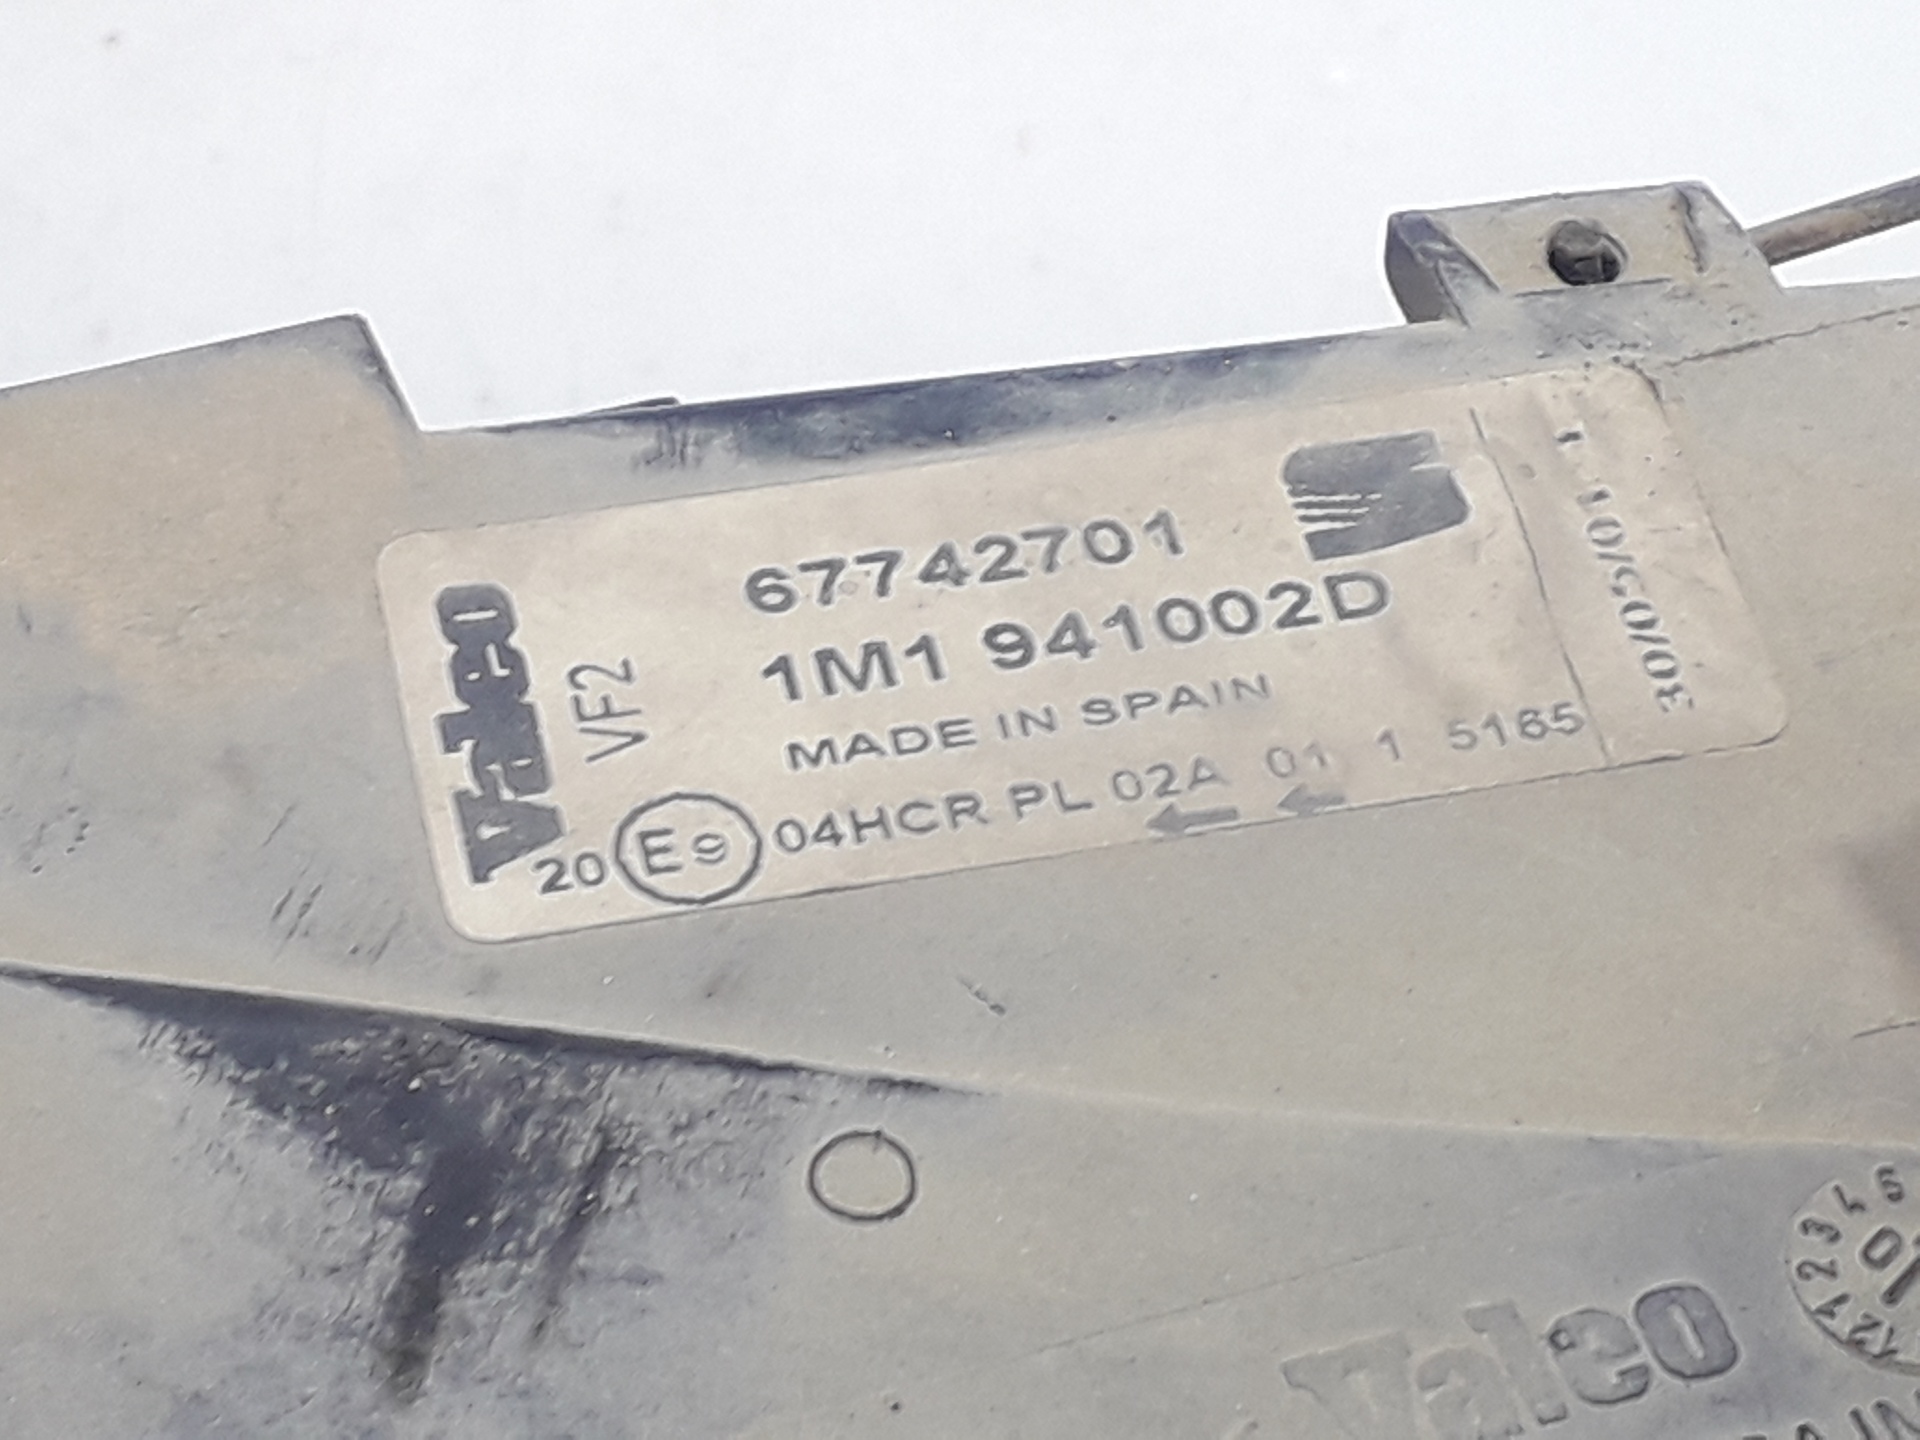 Valeo
VF2
67742701
1M1 941002D
MADE IN SPAIN
20 E9 04HCR PL 02A 01 1 5165
30/05/01
Valeo